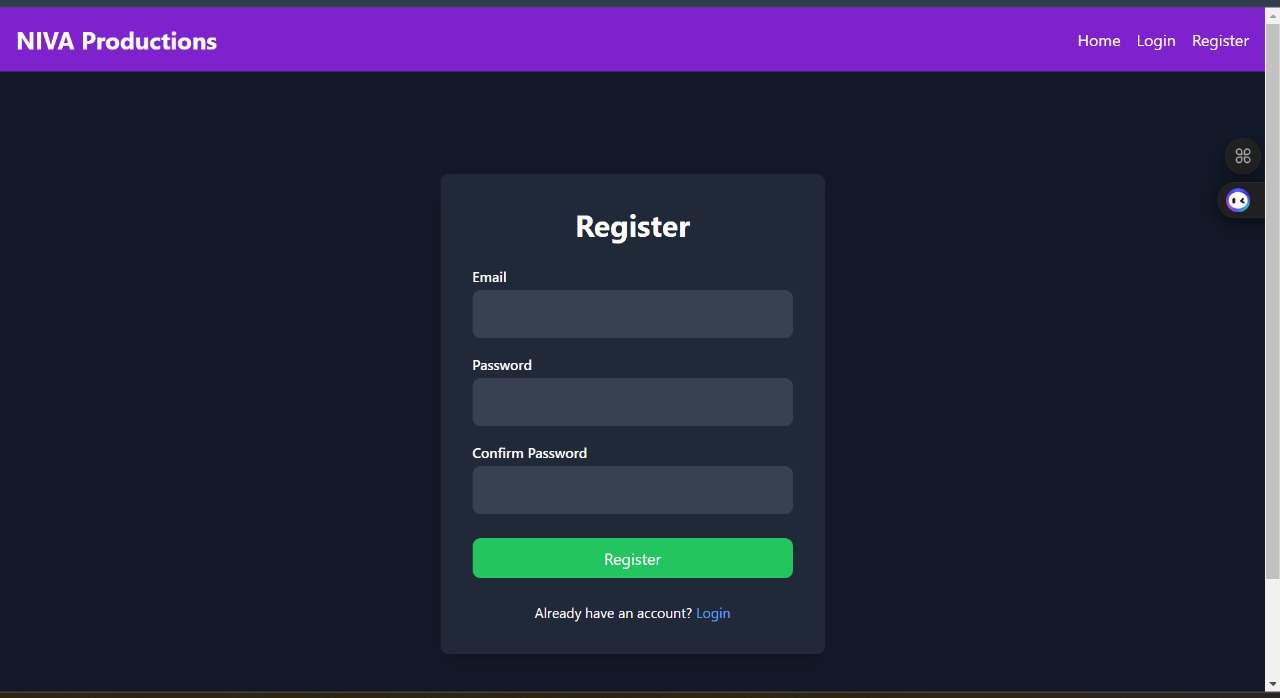 NIVA Productions
Home Login Register
Register
Email
Password
Confirm Password
Register
Already have an account? Login